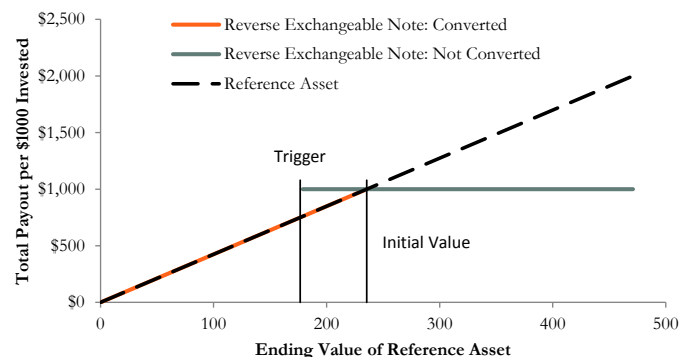 $2,500
$2,000
$1,500
$1,000
$500
$0
Total Payout per $1000 Invested
Reverse Exchangeable Note: Converted
Reverse Exchangeable Note: Not Converted
Reference Asset
Trigger
Initial Value
0 100 200 300 400 500
Ending Value of Reference Asset